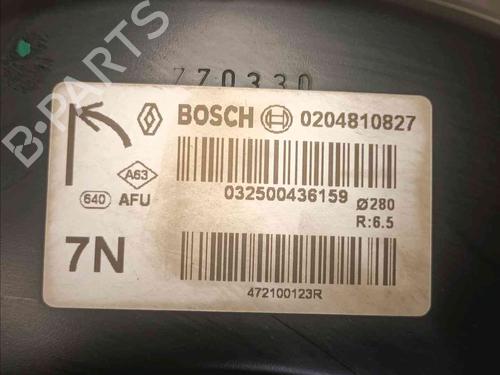 770330
BOSCH 0204810827
A63
032500436159
640 AFU
ø280
R:6.5
7N
472100123R
B-PARTS